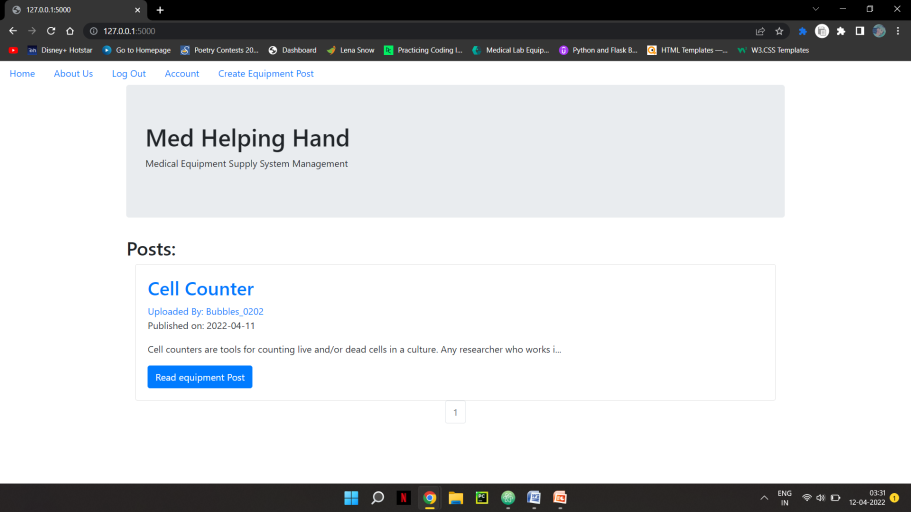 127.0.0.1:5000
127.0.0.1:5000
Disney+ Hotstar
Go to Homepage
Poetry Contests 20...
Dashboard
Lena Snow
Practicing Coding I...
Medical Lab Equip...
Python and Flask B...
HTML Templates —...
W3.CSS Templates
Home
About Us
Log Out
Account
Create Equipment Post
Med Helping Hand
Medical Equipment Supply System Management
Posts:
Cell Counter
Uploaded By: Bubbles_0202
Published on: 2022-04-11
Cell counters are tools for counting live and/or dead cells in a culture. Any researcher who works i...
Read equipment Post
1
ENG
IN
03:31
12-04-2022
1